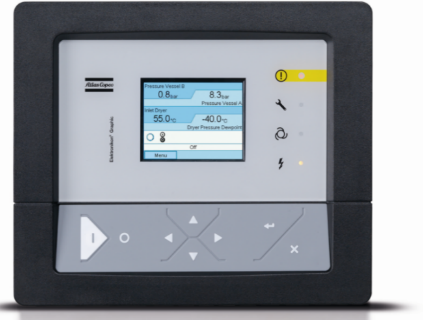 Atlas Copco
Elektronikon® Graphic
Pressure Vessel B
0.8bar 8.3bar
Pressure Vessel A
Inlet Dryer
55.0°C -40.0°C
Dryer Pressure Dewpoint
Off
Menu